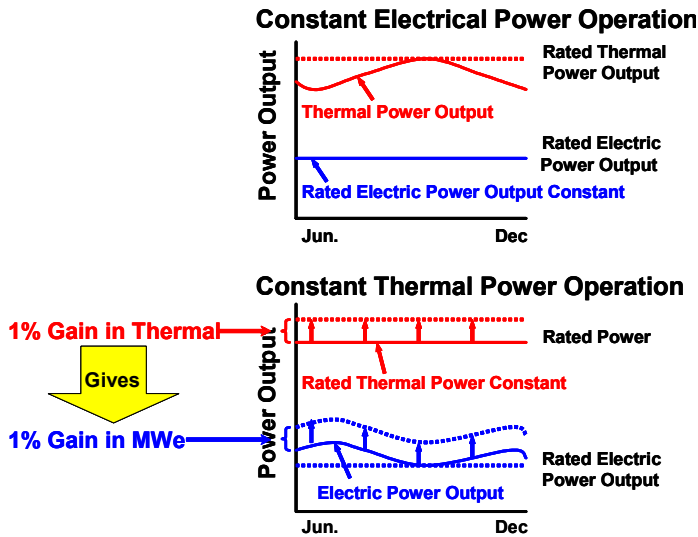 Constant Electrical Power Operation
Power Output
Rated Thermal
Power Output
Thermal Power Output
Rated Electric
Power Output
Rated Electric Power Output Constant
Jun.
Dec
Constant Thermal Power Operation
Power Output
1% Gain in Thermal
Rated Power
Gives
Rated Thermal Power Constant
1% Gain in MWe
Electric Power Output
Rated Electric
Power Output
Jun.
Dec